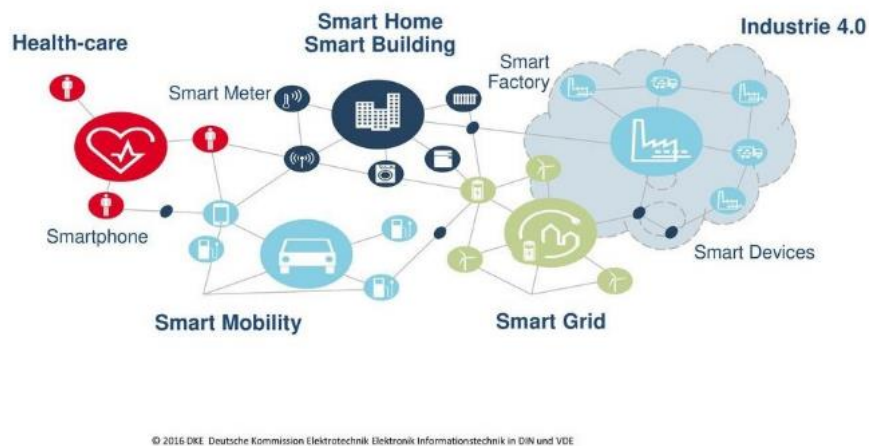 Smart Home
Smart Building
Industrie 4.0
Health-care
Smart
Factory
Smart Meter
Smartphone
Smart Devices
Smart Mobility
Smart Grid
© 2016 DKE Deutsche Kommission Elektrotechnik Elektronik Informationstechnik in DIN und VDE